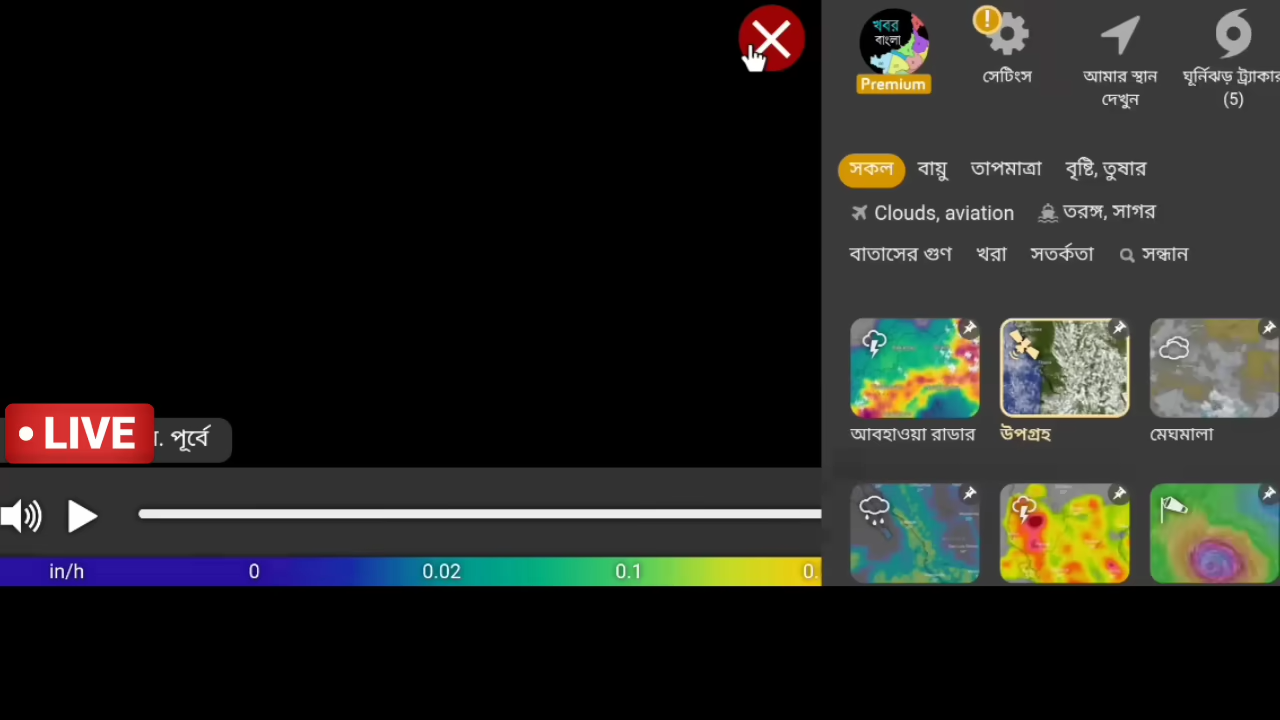 খবর
বাংলা
Premium
সেটিংস
আমার স্থান
দেখুন
ঘূর্নিঝড় ট্র্যাকার
(5)
সকল
বায়ু
তাপমাত্রা
বৃষ্টি, তুষার
Clouds, aviation
তরঙ্গ, সাগর
বাতাসের গুণ
খরা
সতর্কতা
সন্ধান
আবহাওয়া রাডার
উপগ্রহ
মেঘমালা
• LIVE
পূর্বে
in/h 0 0.02 0.1 0.